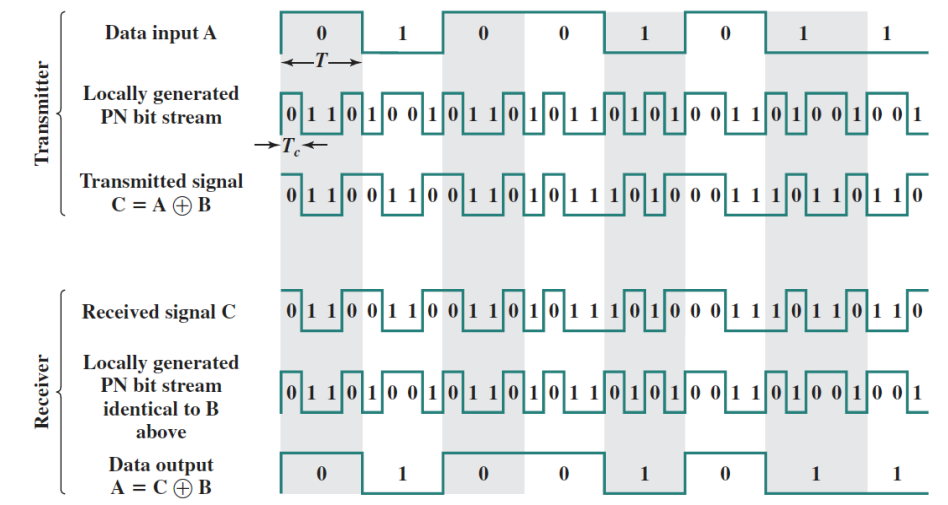 Transmitter
Data input A
0 1 0 0 1 0 1 1
T
Locally generated
PN bit stream
0 1 1 0 1 0 0 1 0 1 1 0 1 0 1 1 0 1 0 1 0 0 1 1 0 1 0 0 1 0 0 1
Tc
Transmitted signal
C = A ⊕ B
0 1 1 0 0 1 1 0 0 1 1 0 1 0 1 1 1 0 1 0 0 0 1 1 1 0 1 1 0 1 1 0
Receiver
Received signal C
0 1 1 0 0 1 1 0 0 1 1 0 1 0 1 1 1 0 1 0 0 0 1 1 1 0 1 1 0 1 1 0
Locally generated
PN bit stream
identical to B
above
0 1 1 0 1 0 0 1 0 1 1 0 1 0 1 1 0 1 0 1 0 0 1 1 0 1 0 0 1 0 0 1
Data output
A = C ⊕ B
0 1 0 0 1 0 1 1